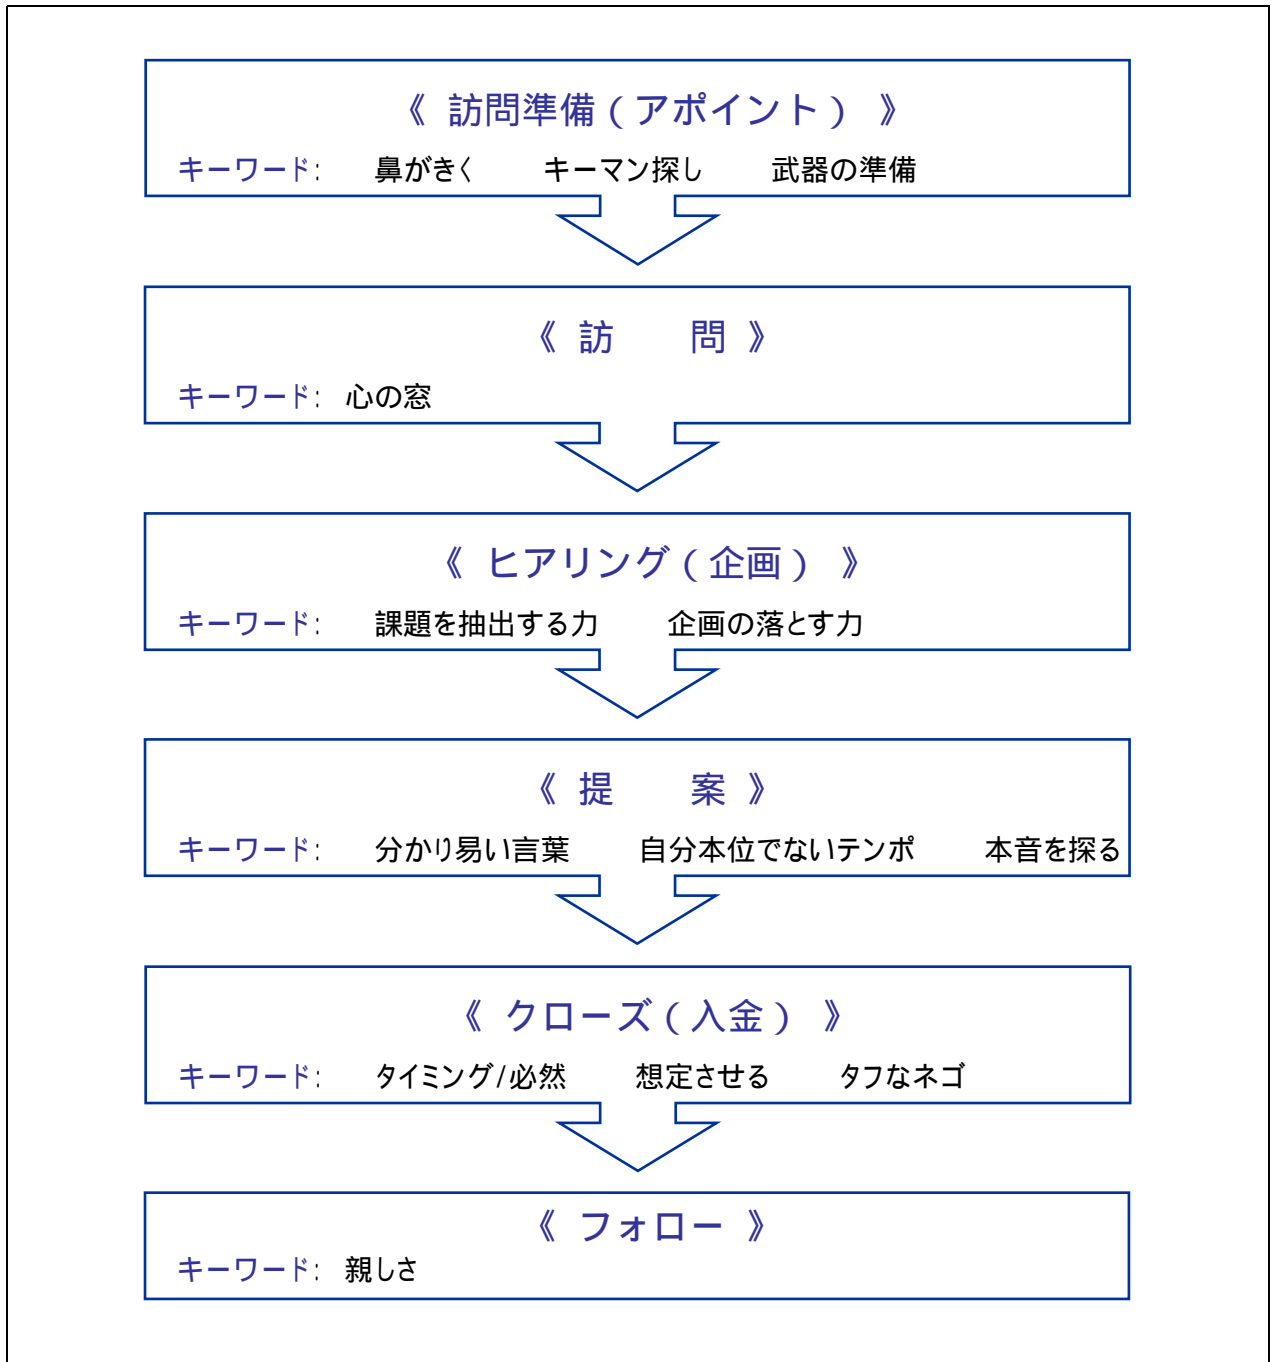 《 訪問準備(アポイント) 》
キーワード: 鼻がきく キーマン探し 武器の準備
《 訪 問 》
キーワード: 心の窓
《 ヒアリング(企画) 》
キーワード: 課題を抽出する力 企画の落とす力
《 提 案 》
キーワード: 分かり易い言葉 自分本位でないテンポ 本音を探る
《 クローズ(入金) 》
キーワード: タイミング/必然 想定させる タフなネゴ
《 フォロー 》
キーワード: 親しさ